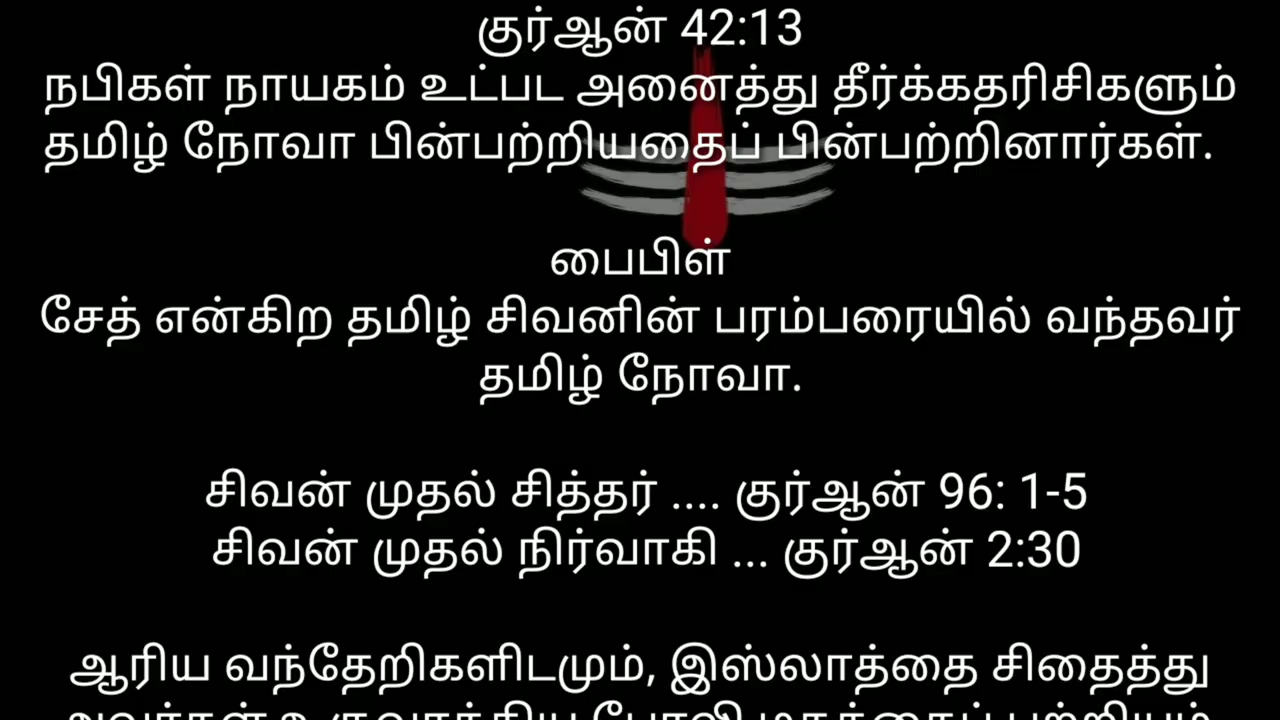 குர்ஆன் 42:13
நபிகள் நாயகம் உட்பட அனைத்து தீர்க்கதரிசிகளும்
தமிழ் நோவா பின்பற்றியதைப் பின்பற்றினார்கள்.
பைபிள்
சேத் என்கிற தமிழ் சிவனின் பரம்பரையில் வந்தவர்
தமிழ் நோவா.
சிவன் முதல் சித்தர் .... குர்ஆன் 96: 1-5
சிவன் முதல் நிர்வாகி ... குர்ஆன் 2:30
ஆரிய வந்தேறிகளிடமும், இஸ்லாத்தை சிதைத்து